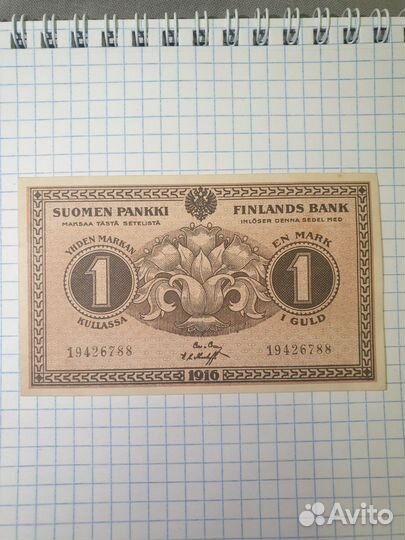 SUOMEN PANKKI FINLANDS BANK
MAKSAA TÄSTÄ SETELISTÄ INLÖSER DENNA SEDEL MED
YHDEN MARKAN EN MARK
1 1
KULLASSA I GULD
19426788 19426788
1916
Avito